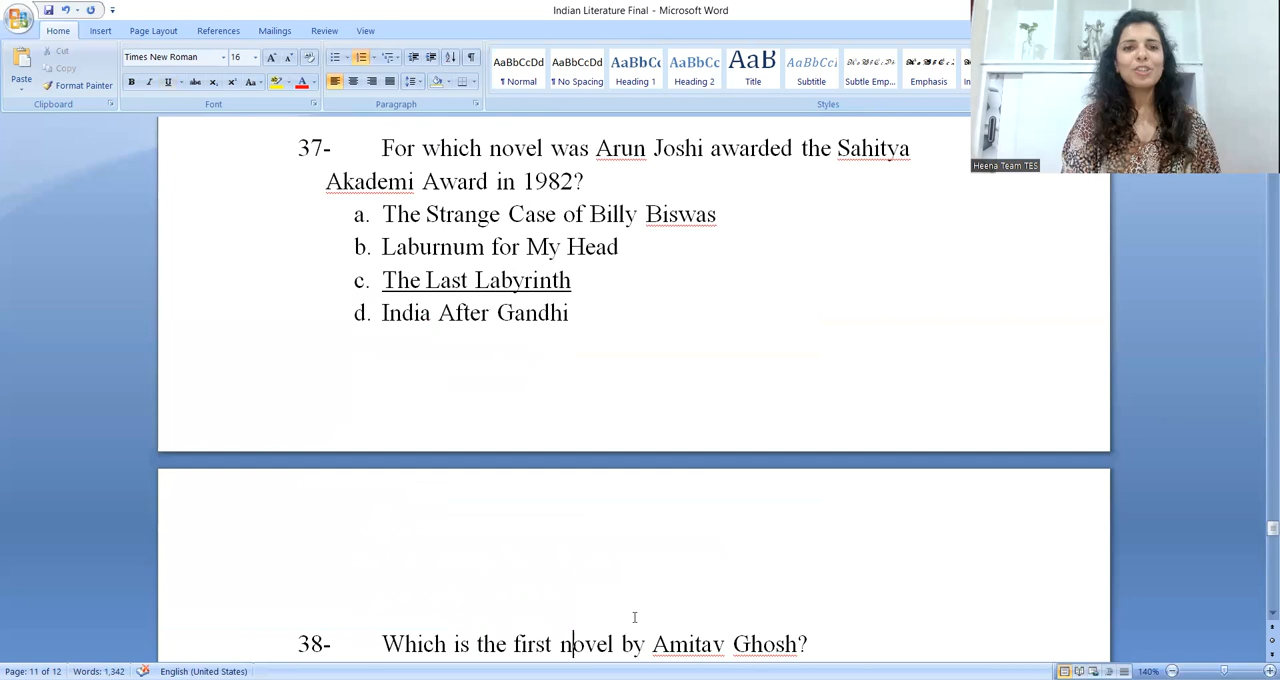 Indian Literature Final - Microsoft Word
Home Insert Page Layout References Mailings Review View
Paste
Cut
Copy
Format Painter
Times New Roman 16
AaBbCcDd AaBbCcDd AaBbCc AaBbCc AaB AaBbCcI AaBbCcDd
¶ Normal ¶ No Spacing Heading 1 Heading 2 Title Subtitle Subtle Emp... Emphasis
Clipboard Font Paragraph Styles
Heena Team TES
37- For which novel was Arun Joshi awarded the Sahitya
Akademi Award in 1982?
a. The Strange Case of Billy Biswas
b. Laburnum for My Head
c. The Last Labyrinth
d. India After Gandhi
38- Which is the first novel by Amitav Ghosh?
Page: 11 of 12 Words: 1,342 English (United States) 140%